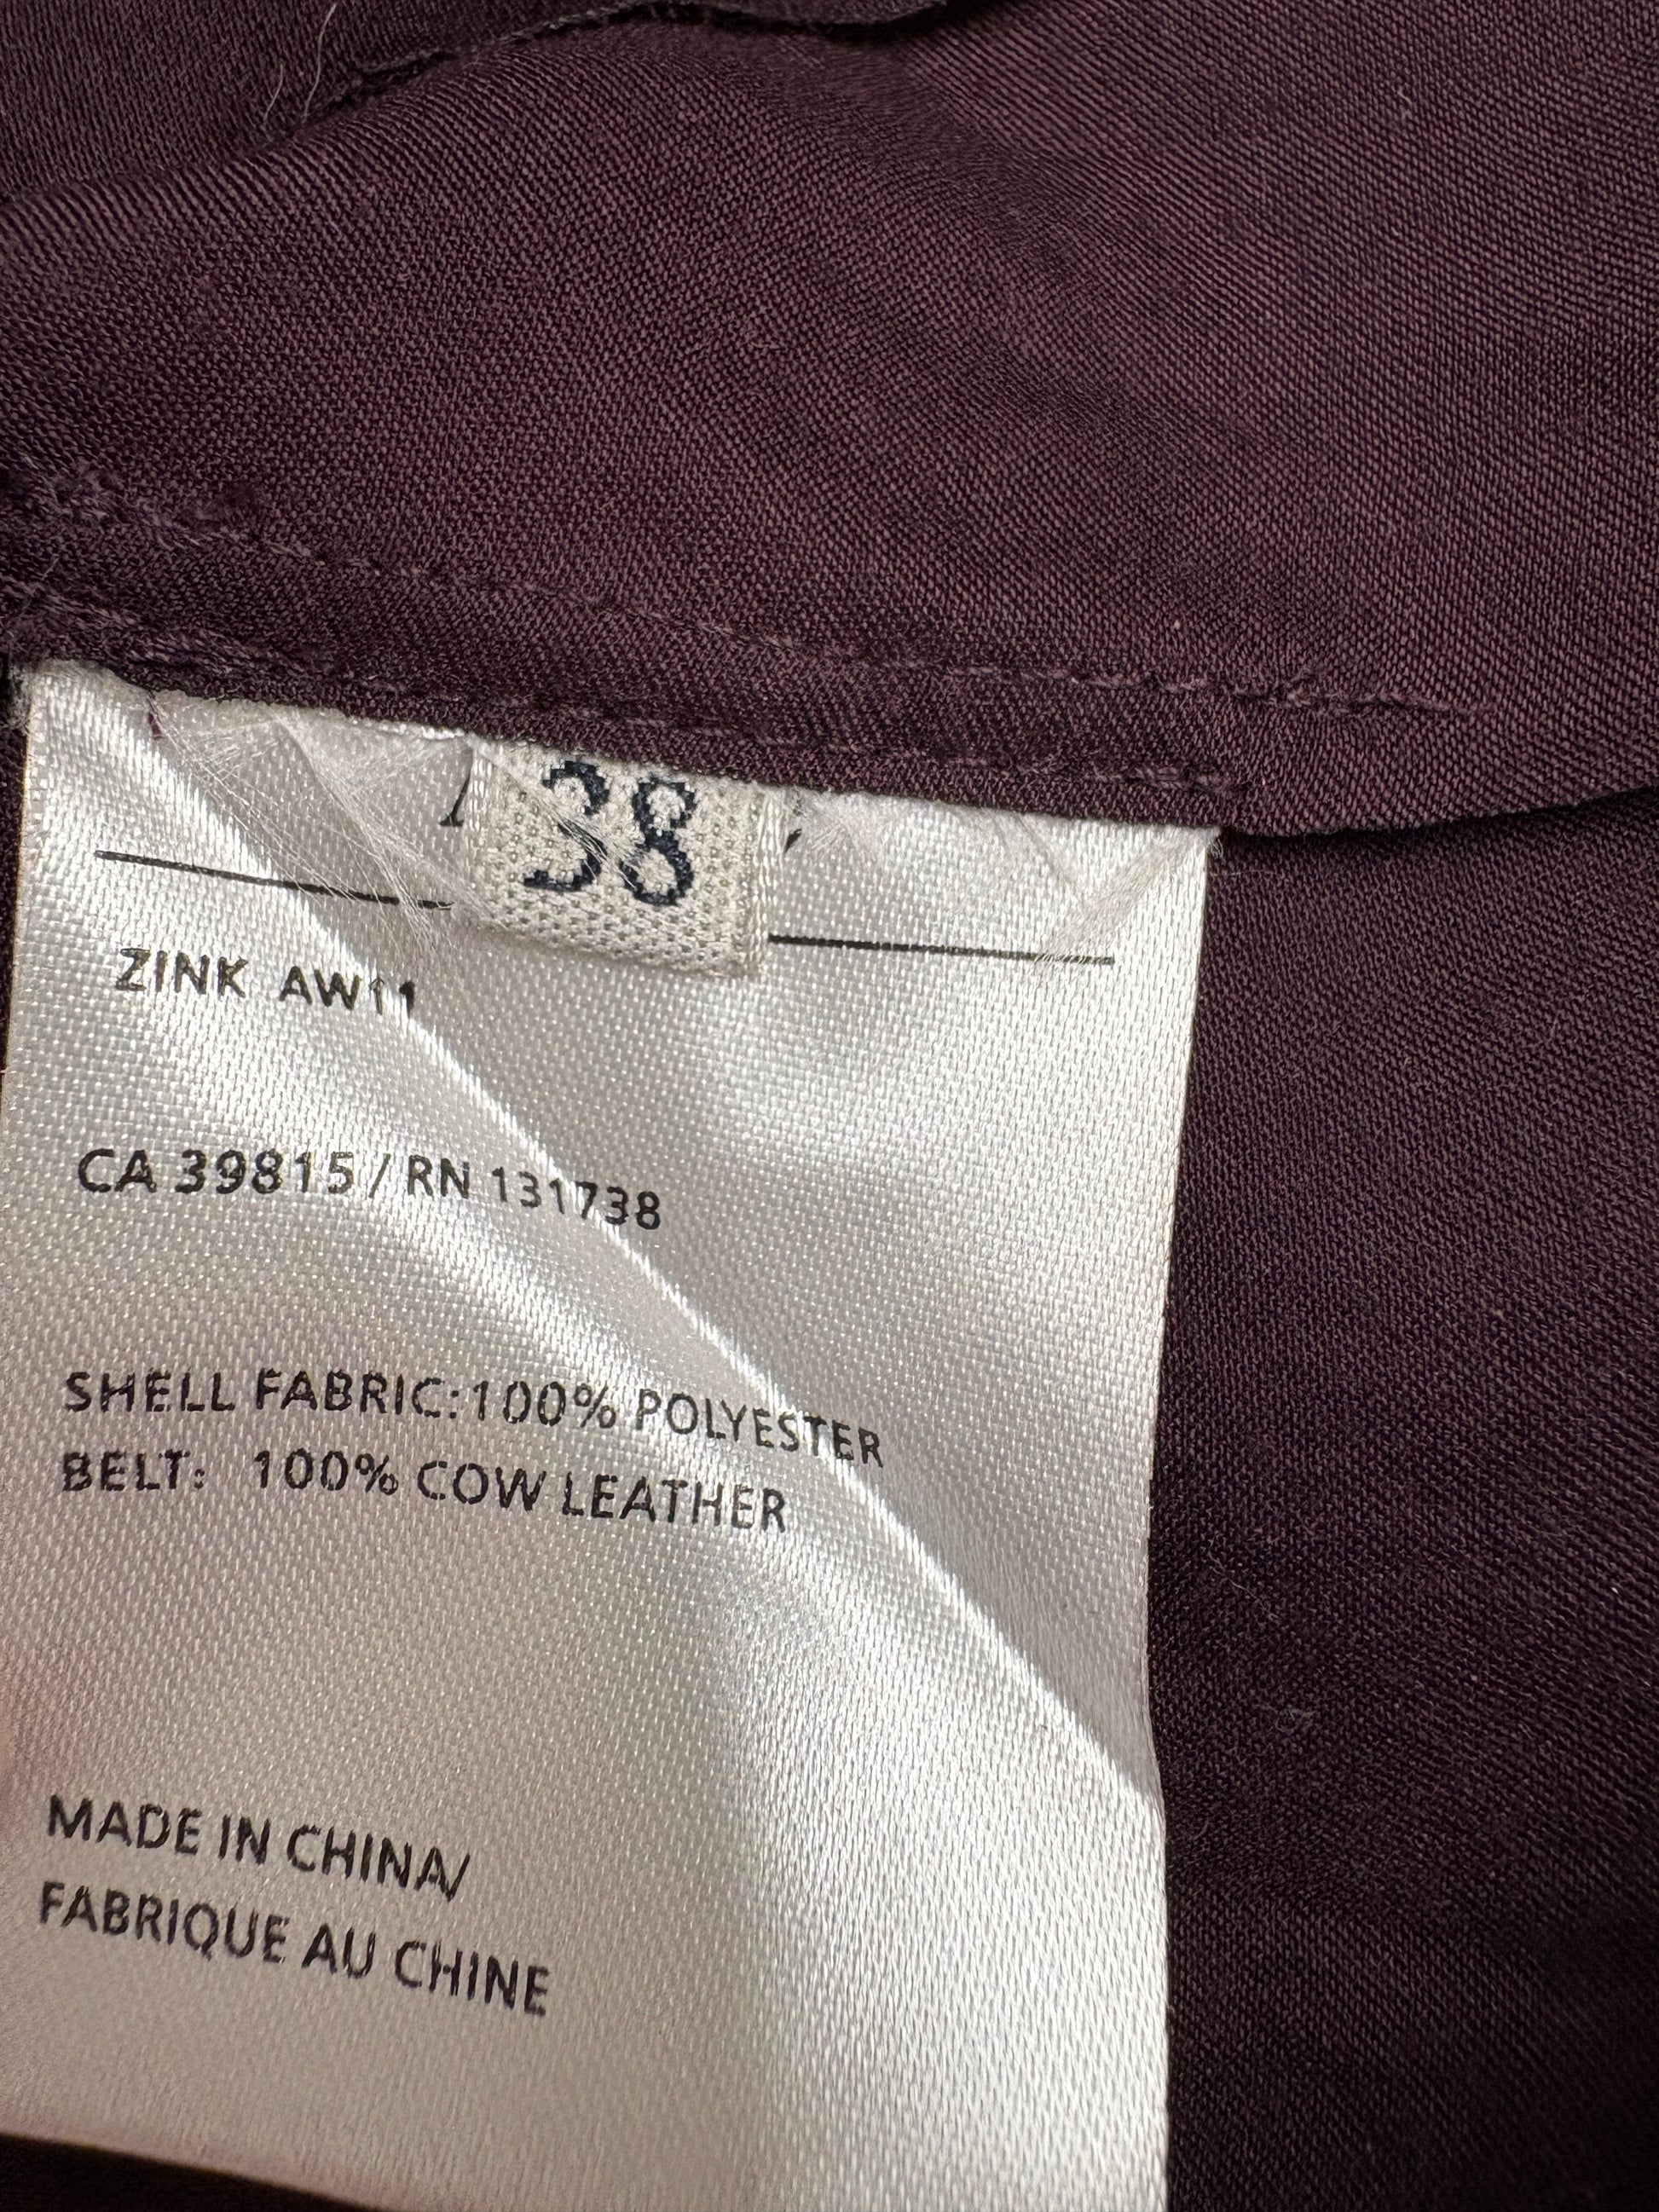 38
ZINK AW11
CA 39815 / RN 131738
SHELL FABRIC: 100% POLYESTER
BELT: 100% COW LEATHER
MADE IN CHINA/
FABRIQUE AU CHINE